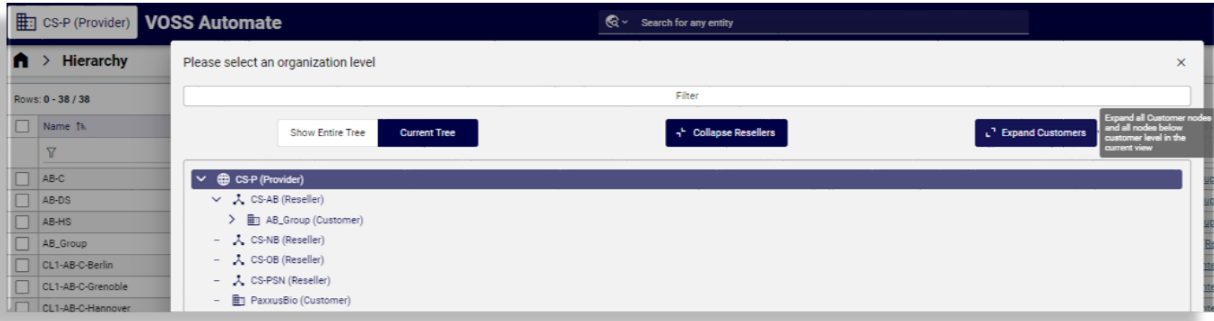 CS-P (Provider) VOSS Automate Search for any entity
Hierarchy
Please select an organization level
Rows: 0 - 38 / 38
Filter
Name
Show Entire Tree Current Tree Collapse Resellers Expand Customers
Expand all Customer nodes
and all nodes below
customer level in the
current view
CS-P (Provider)
AB-C
CS-AB (Reseller)
AB-DS
AB_Group (Customer)
AB-HS
CS-NB (Reseller)
AB_Group
CS-OB (Reseller)
CL1-AB-C-Berlin
CS-PSN (Reseller)
CL1-AB-C-Grenoble
PaxxusBio (Customer)
CL1-AB-C-Hannover